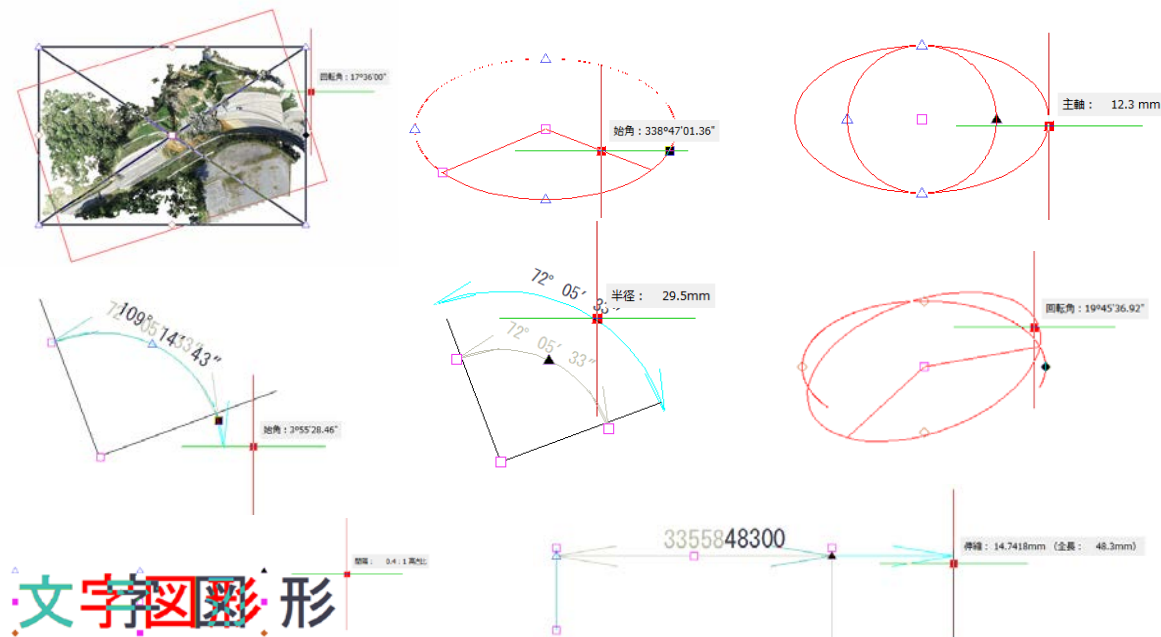 回転角：17°36'00"
始角：338°47'01.36"
主軸： 12.3 mm
72° 05′ 33″
半径： 29.5mm
72° 05′ 33″
回転角：19°45'36.92"
109° 14′ 43″
始角：3°55'28.46"
間隔： 0.4：1 高さ比
文字図形
335548300
伸縮：14.7418mm （全長： 48.3mm）